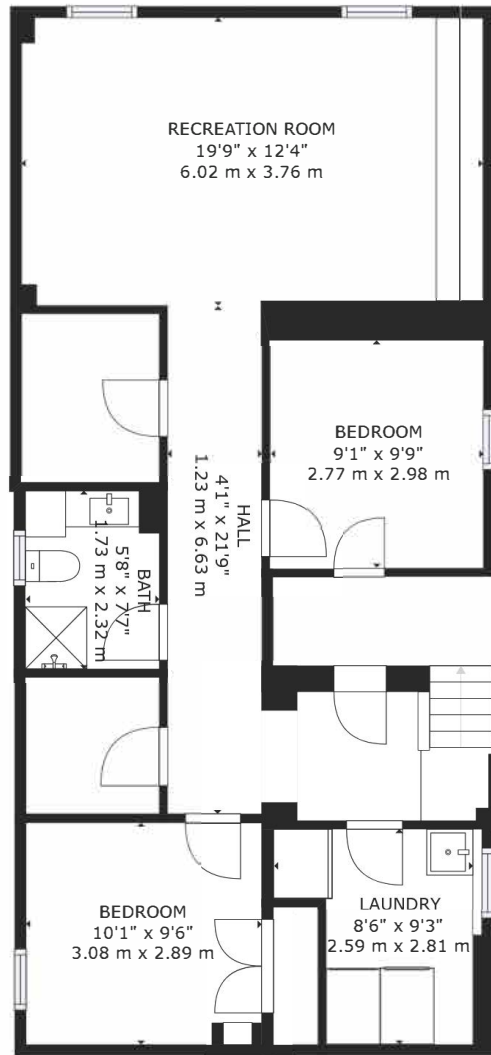 RECREATION ROOM
19'9" x 12'4"
6.02 m x 3.76 m
BEDROOM
9'1" x 9'9"
2.77 m x 2.98 m
HALL
4'1" x 21'9"
1.23 m x 6.63 m
BATH
5'8" x 7'7"
1.73 m x 2.32 m
BEDROOM
10'1" x 9'6"
3.08 m x 2.89 m
LAUNDRY
8'6" x 9'3"
2.59 m x 2.81 m